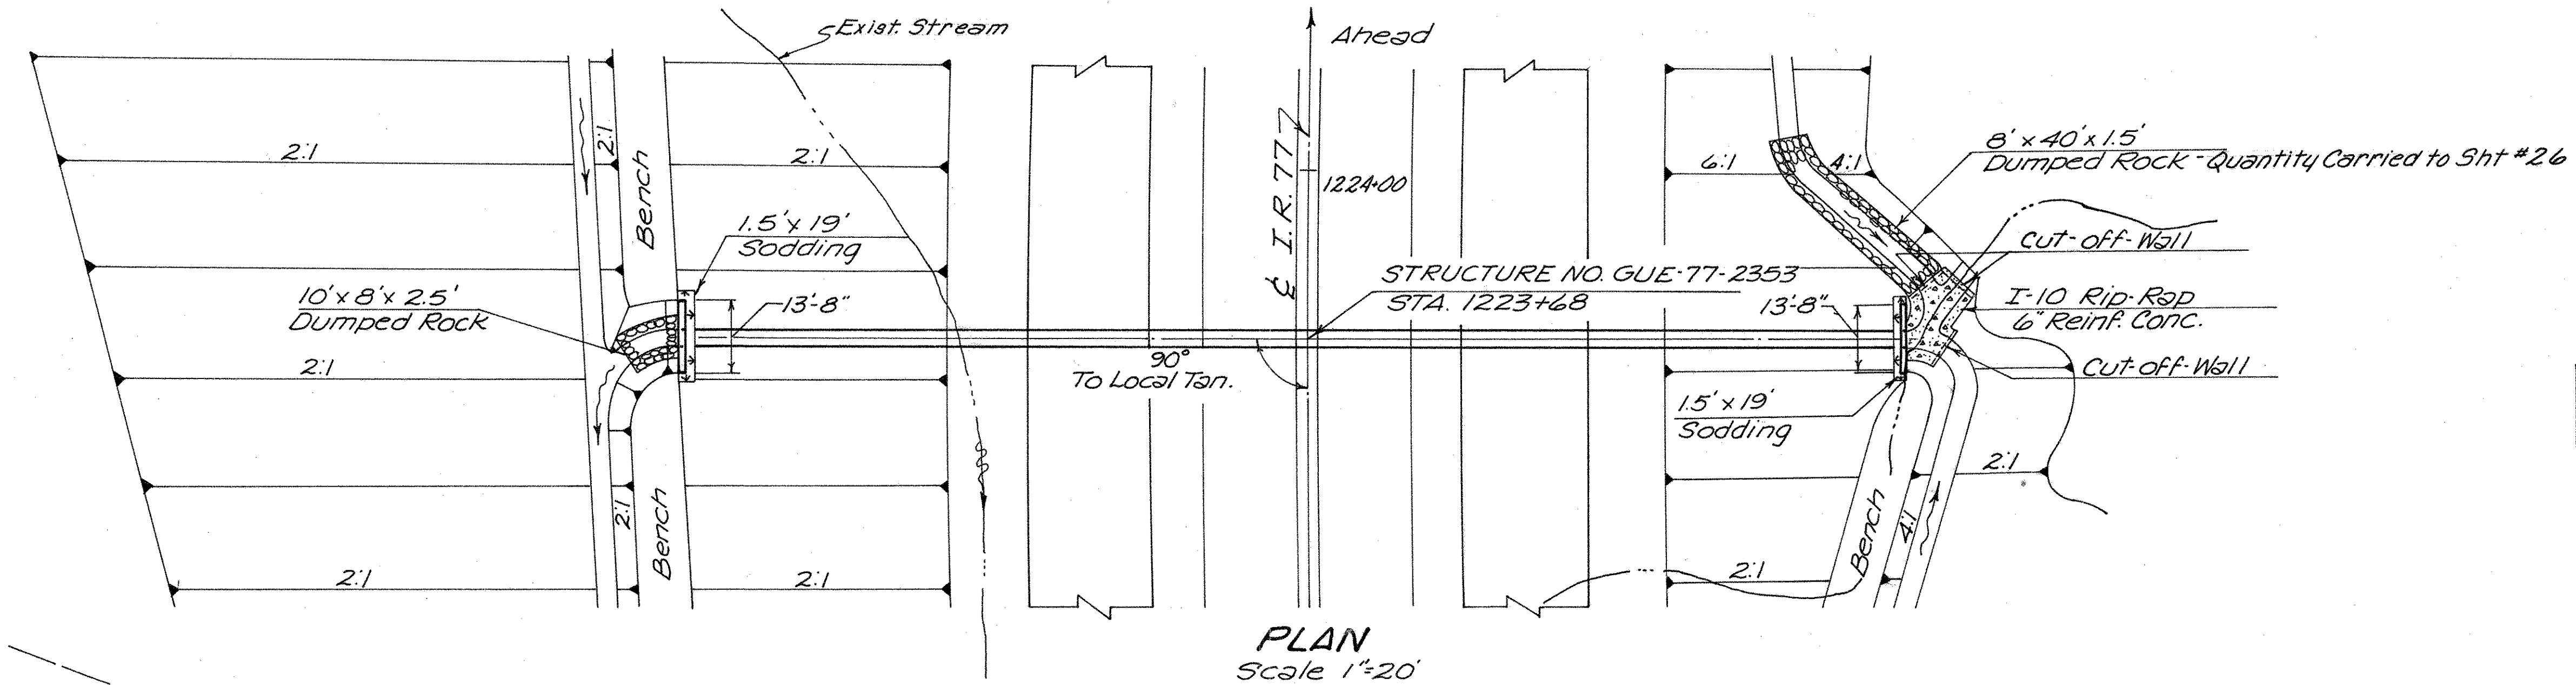 Exist. Stream
Ahead
2:1
2:1
2:1
Bench
1.5' x 19'
Sodding
10' x 8' x 2.5'
Dumped Rock
13'-8"
℄ I.R. 77
1224+00
STRUCTURE NO. GUE-77-2353
STA. 1223+68
90°
To Local Tan.
6:1
4:1
8' x 40' x 1.5'
Dumped Rock - Quantity Carried to Sht #26
Cut-off-Wall
I-10 Rip-Rap
6" Reinf. Conc.
13'-8"
Cut-off-Wall
1.5' x 19'
Sodding
2:1
2:1
Bench
2:1
2:1
2:1
Bench
4:1
2:1
2:1
PLAN
Scale 1"=20'